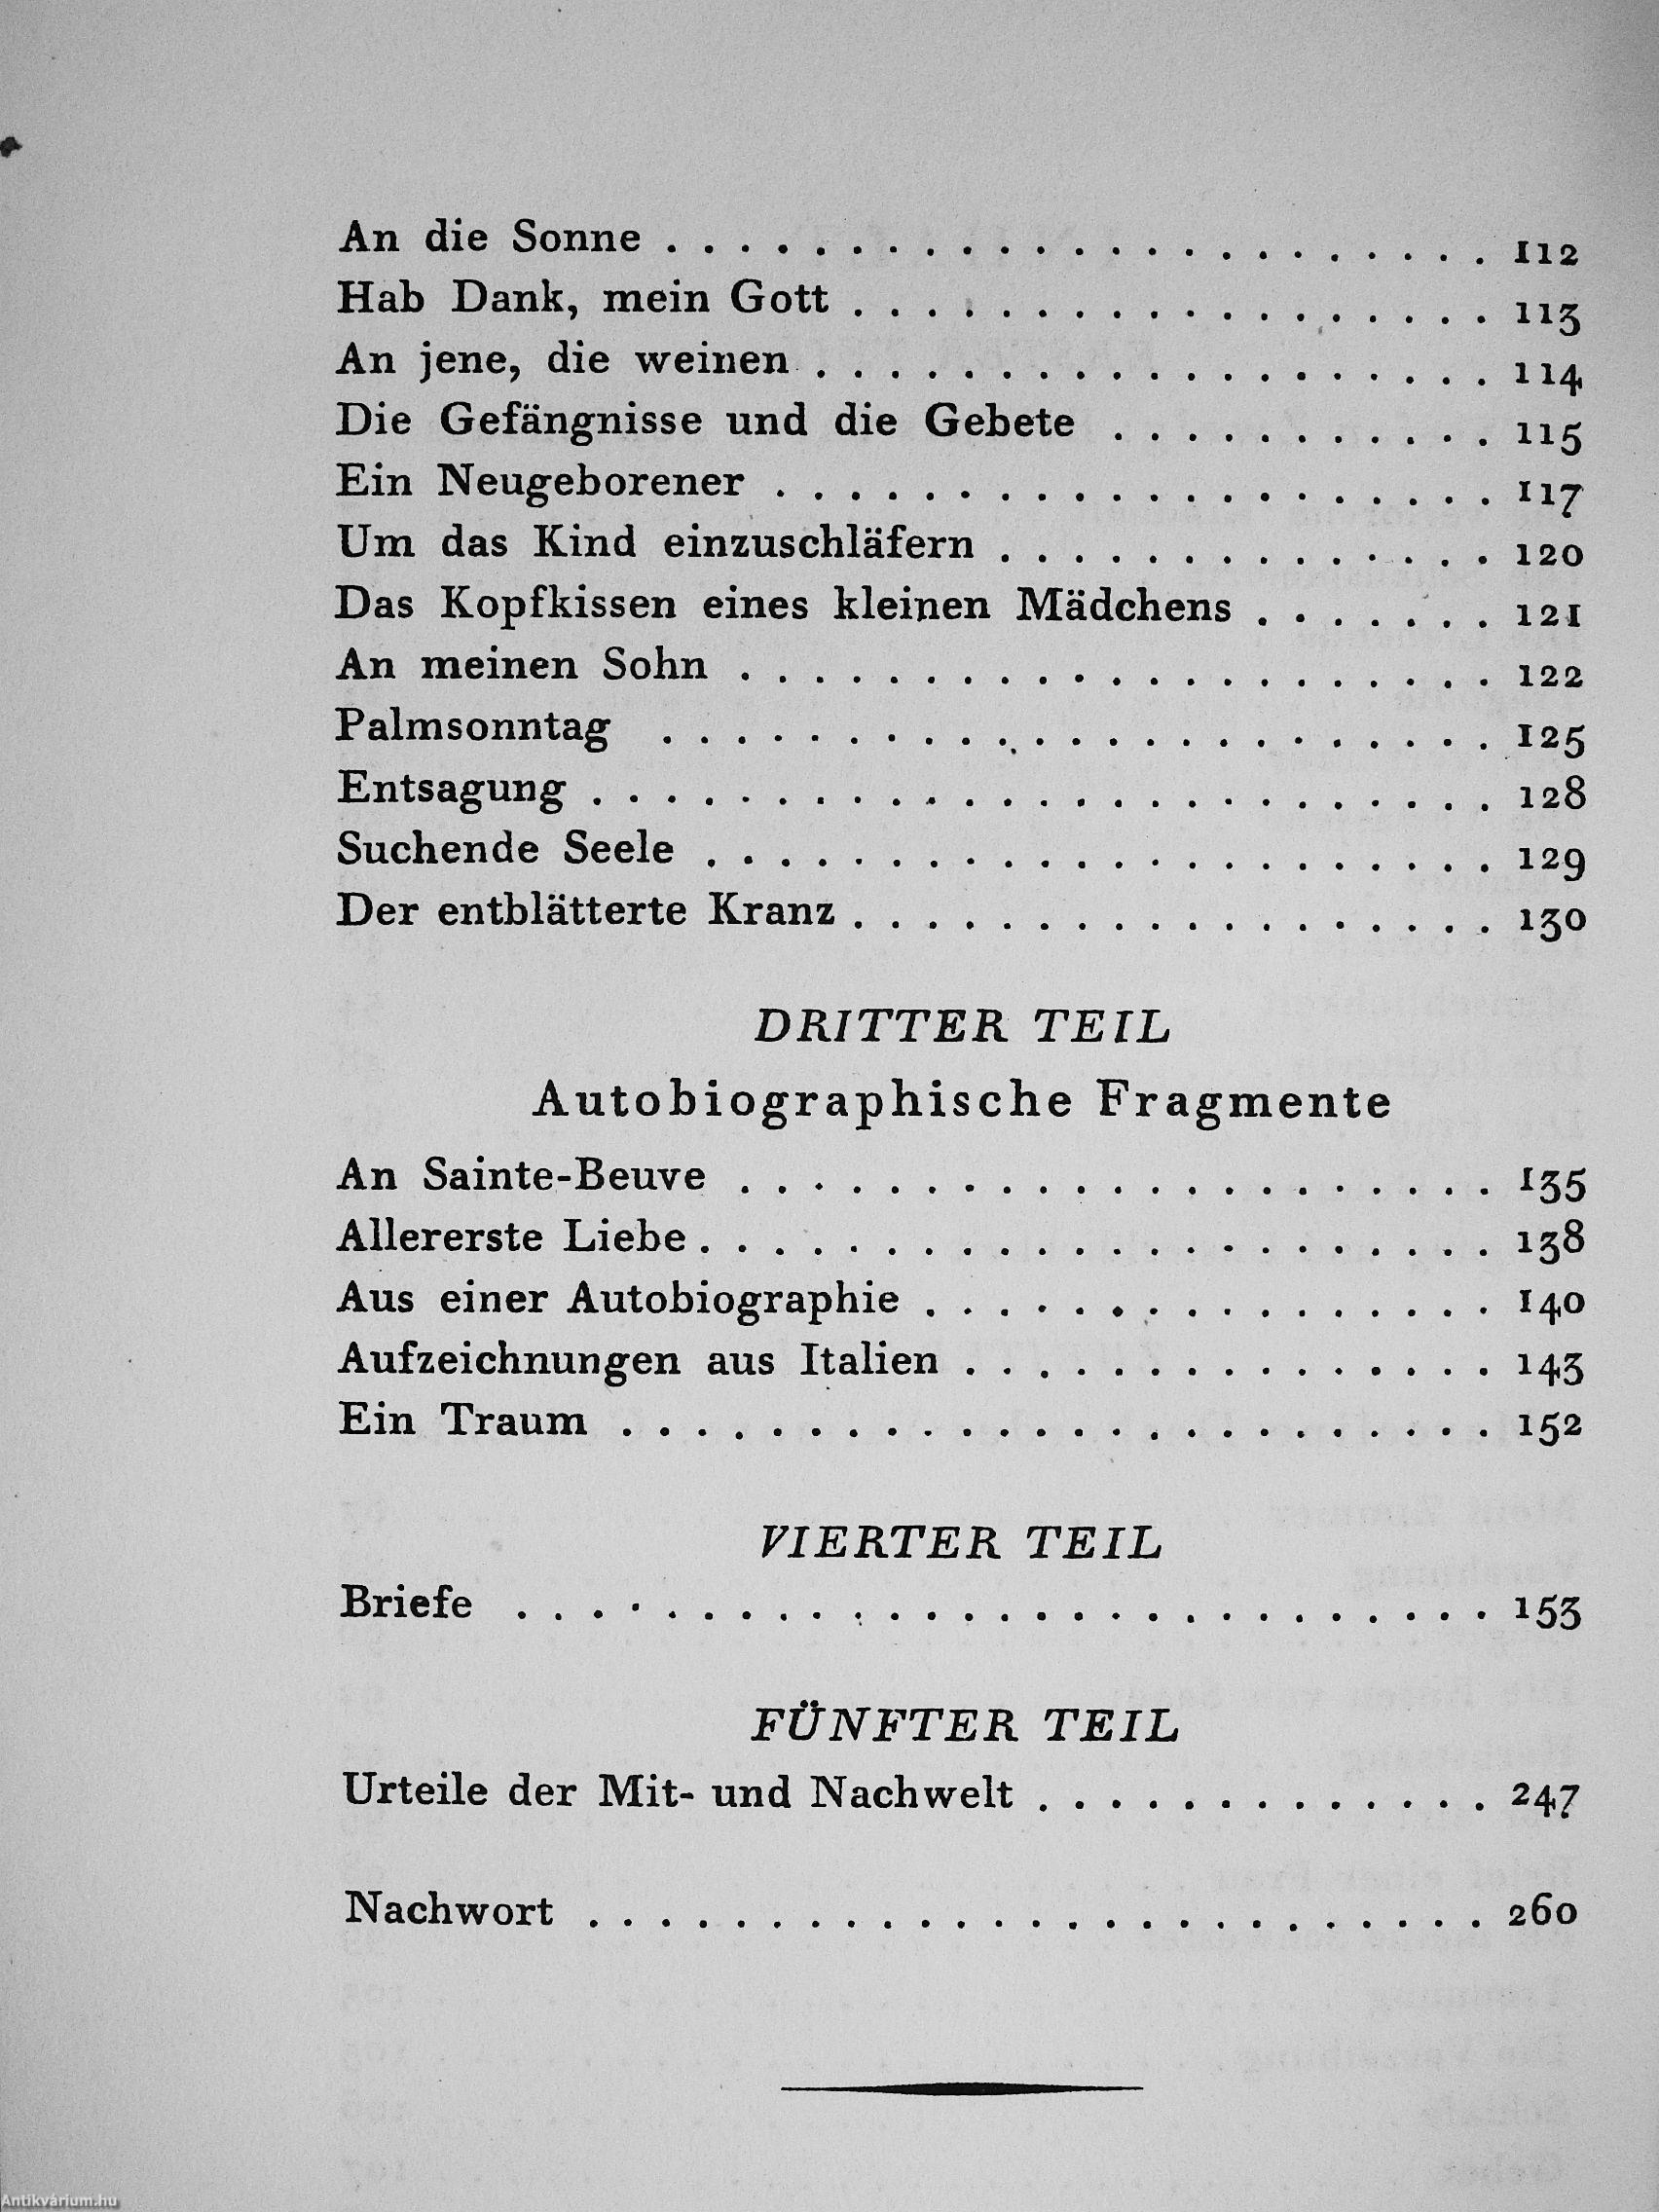 An die Sonne . . . . . . . . . . . . . . . . . . . . . . . 112
Hab Dank, mein Gott . . . . . . . . . . . . . . . . . . 113
An jene, die weinen . . . . . . . . . . . . . . . . . . . 114
Die Gefängnisse und die Gebete . . . . . . . . . . . 115
Ein Neugeborener . . . . . . . . . . . . . . . . . . . . 117
Um das Kind einzuschläfern . . . . . . . . . . . . . . 120
Das Kopfkissen eines kleinen Mädchens . . . . . . . 121
An meinen Sohn . . . . . . . . . . . . . . . . . . . . . 122
Palmsonntag . . . . . . . . . . . . . . . . . . . . . . . 125
Entsagung . . . . . . . . . . . . . . . . . . . . . . . . . 128
Suchende Seele . . . . . . . . . . . . . . . . . . . . . . 129
Der entblätterte Kranz . . . . . . . . . . . . . . . . . . 130
DRITTER TEIL
Autobiographische Fragmente
An Sainte-Beuve . . . . . . . . . . . . . . . . . . . . . 135
Allererste Liebe . . . . . . . . . . . . . . . . . . . . . . 138
Aus einer Autobiographie . . . . . . . . . . . . . . . . 140
Aufzeichnungen aus Italien . . . . . . . . . . . . . . . 143
Ein Traum . . . . . . . . . . . . . . . . . . . . . . . . 152
VIERTER TEIL
Briefe . . . . . . . . . . . . . . . . . . . . . . . . . . . 153
FÜNFTER TEIL
Urteile der Mit- und Nachwelt . . . . . . . . . . . . . 247
Nachwort . . . . . . . . . . . . . . . . . . . . . . . . . 260
Antikvárium.hu